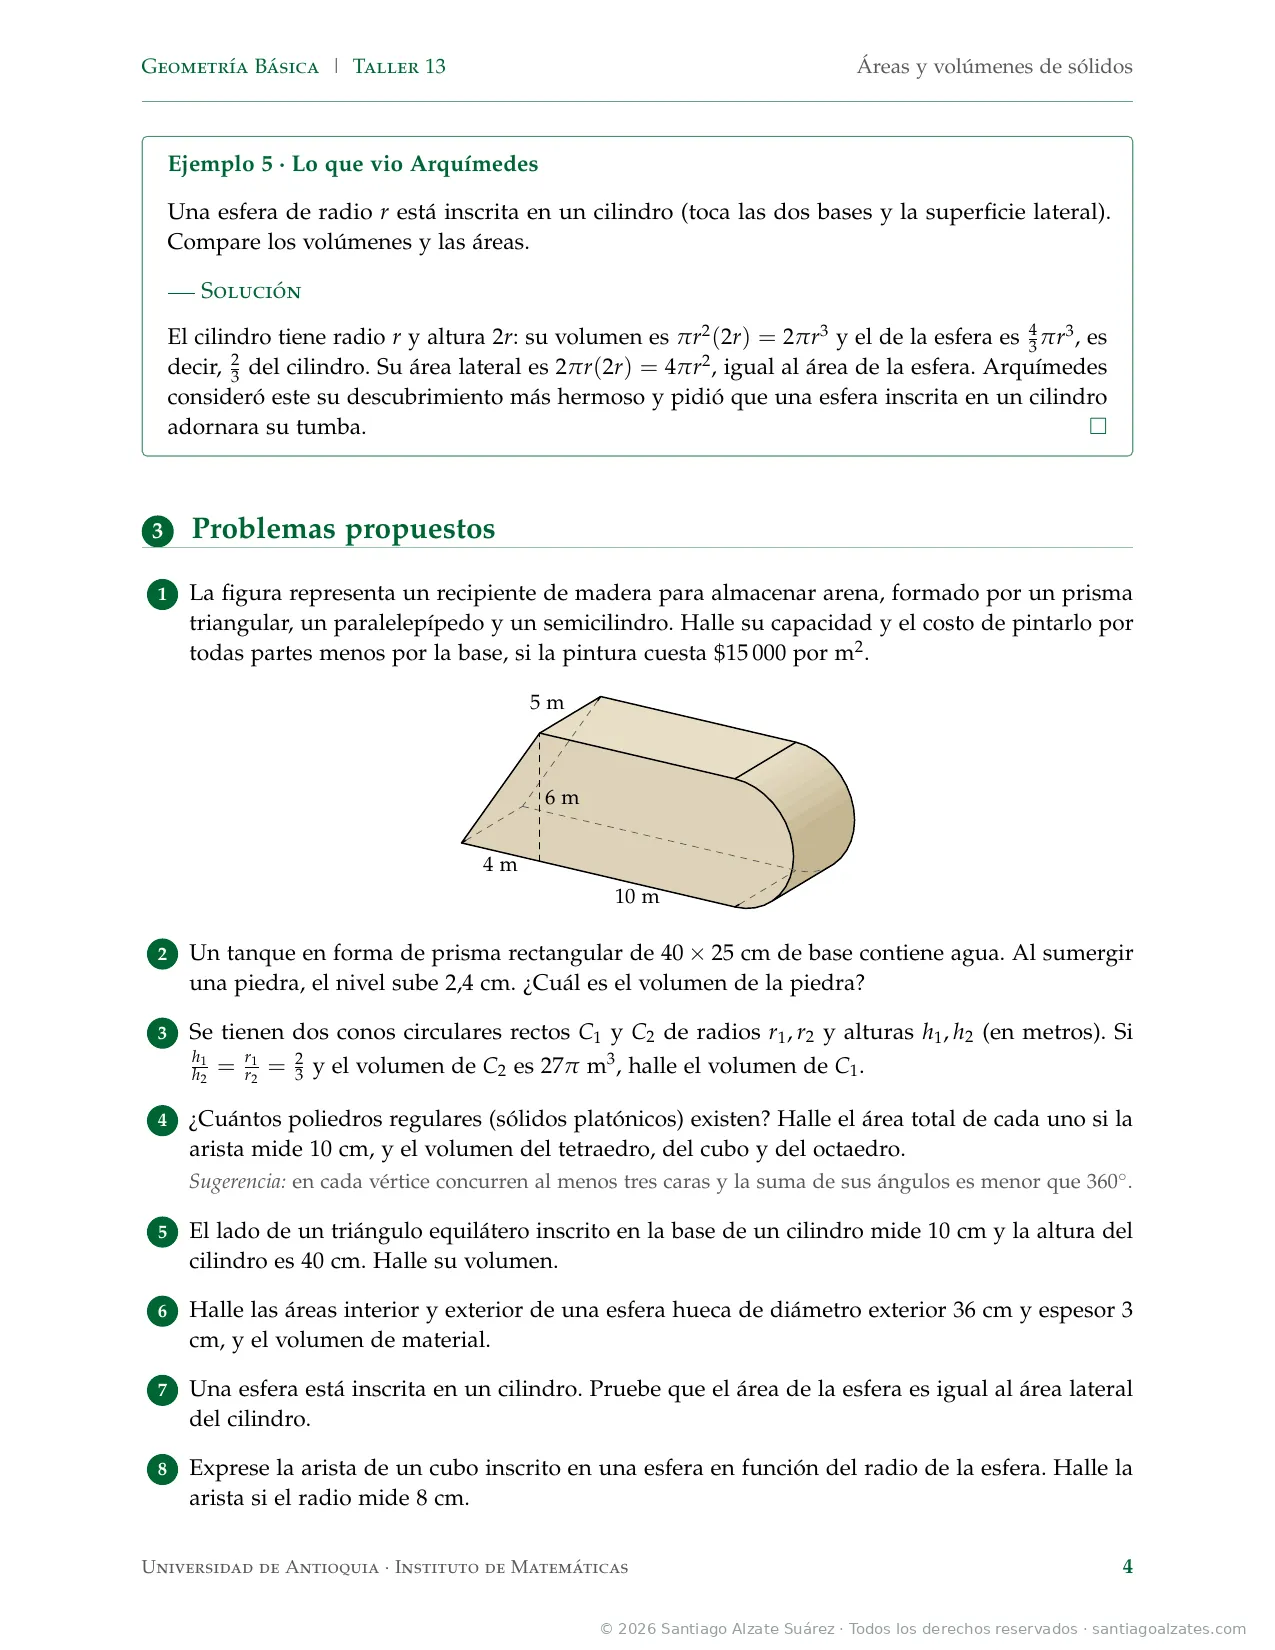 Geometría Básica | Taller 13
Áreas y volúmenes de sólidos
Ejemplo 5 · Lo que vio Arquímedes
Una esfera de radio r está inscrita en un cilindro (toca las dos bases y la superficie lateral).
Compare los volúmenes y las áreas.
— Solución
El cilindro tiene radio r y altura 2r: su volumen es πr²(2r) = 2πr³ y el de la esfera es 4/3 πr³, es
decir, 2/3 del cilindro. Su área lateral es 2πr(2r) = 4πr², igual al área de la esfera. Arquímedes
consideró este su descubrimiento más hermoso y pidió que una esfera inscrita en un cilindro
adornara su tumba. □
3 Problemas propuestos
1 La figura representa un recipiente de madera para almacenar arena, formado por un prisma
triangular, un paralelepípedo y un semicilindro. Halle su capacidad y el costo de pintarlo por
todas partes menos por la base, si la pintura cuesta $15 000 por m².
5 m
6 m
4 m
10 m
2 Un tanque en forma de prisma rectangular de 40 × 25 cm de base contiene agua. Al sumergir
una piedra, el nivel sube 2,4 cm. ¿Cuál es el volumen de la piedra?
3 Se tienen dos conos circulares rectos C₁ y C₂ de radios r₁, r₂ y alturas h₁, h₂ (en metros). Si
h₁/h₂ = r₁/r₂ = 2/3 y el volumen de C₂ es 27π m³, halle el volumen de C₁.
4 ¿Cuántos poliedros regulares (sólidos platónicos) existen? Halle el área total de cada uno si la
arista mide 10 cm, y el volumen del tetraedro, del cubo y del octaedro.
Sugerencia: en cada vértice concurren al menos tres caras y la suma de sus ángulos es menor que 360°.
5 El lado de un triángulo equilátero inscrito en la base de un cilindro mide 10 cm y la altura del
cilindro es 40 cm. Halle su volumen.
6 Halle las áreas interior y exterior de una esfera hueca de diámetro exterior 36 cm y espesor 3
cm, y el volumen de material.
7 Una esfera está inscrita en un cilindro. Pruebe que el área de la esfera es igual al área lateral
del cilindro.
8 Exprese la arista de un cubo inscrito en una esfera en función del radio de la esfera. Halle la
arista si el radio mide 8 cm.
Universidad de Antioquia · Instituto de Matemáticas
4
© 2026 Santiago Alzate Suárez · Todos los derechos reservados · santiagoalzates.com